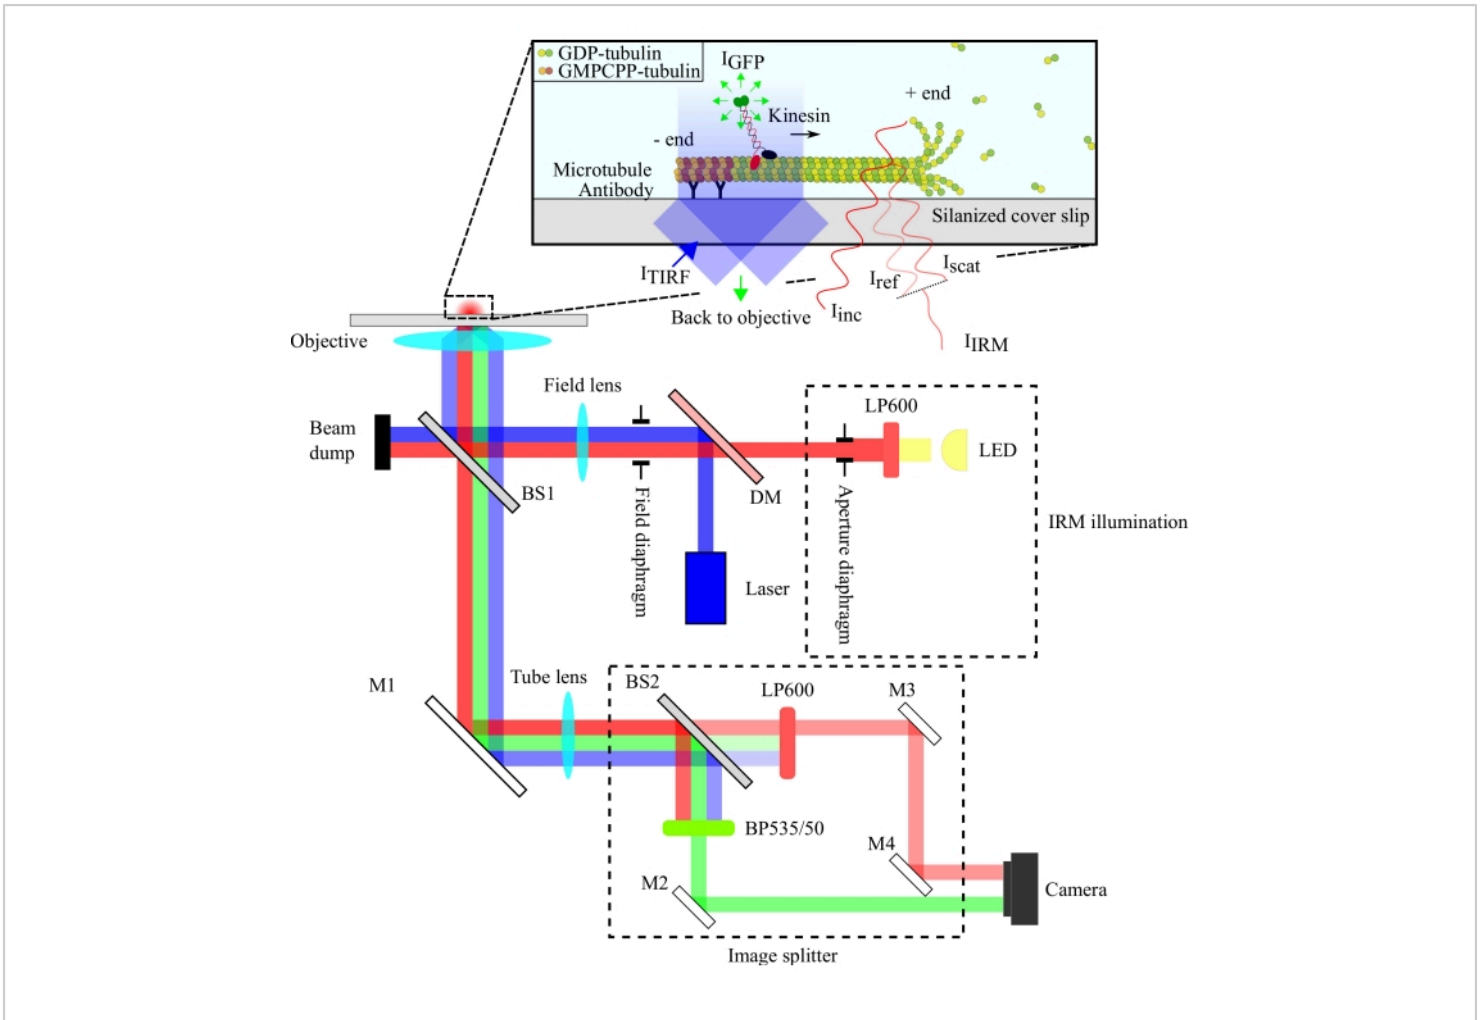 GDP-tubulin
GMPCPP-tubulin
IGFP
+ end
Kinesin
- end
Microtubule
Antibody
Silanized cover slip
ITIRF
Iref
Iscat
Back to objective
Iinc
IIRM
Objective
Field lens
LP600
Beam
dump
LED
BS1
DM
Field diaphragm
Aperture diaphragm
IRM illumination
Laser
M1
Tube lens
BS2
LP600
M3
BP535/50
M4
M2
Camera
Image splitter